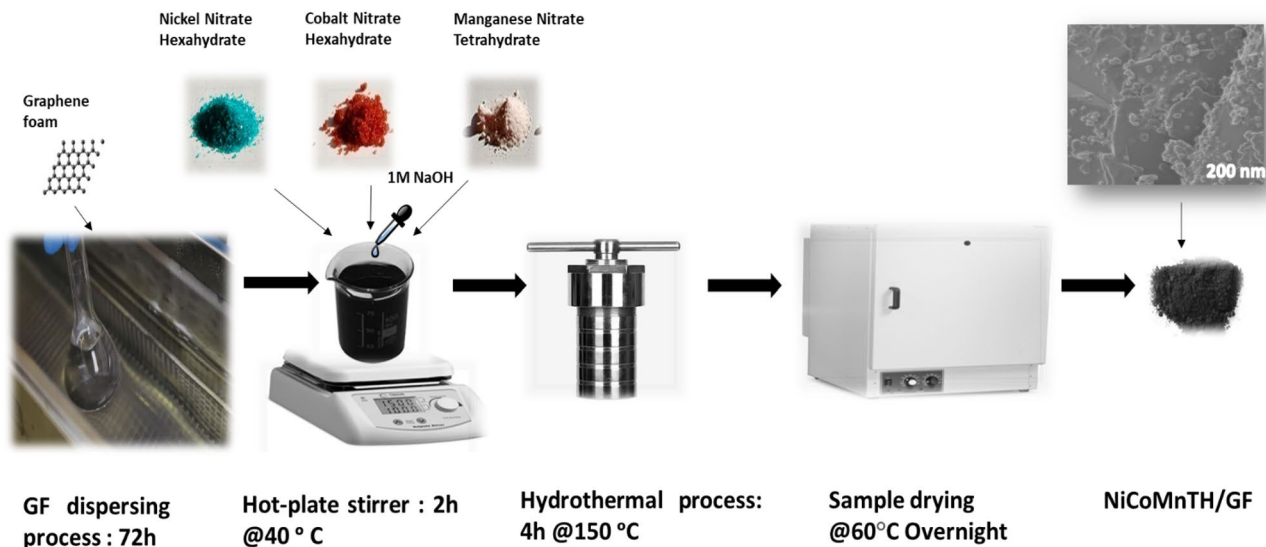 Nickel Nitrate
Hexahydrate
Cobalt Nitrate
Hexahydrate
Manganese Nitrate
Tetrahydrate
Graphene
foam
1M NaOH
200 nm
GF dispersing
process : 72h
Hot-plate stirrer : 2h
@40 ° C
Hydrothermal process:
4h @150 °C
Sample drying
@60°C Overnight
NiCoMnTH/GF